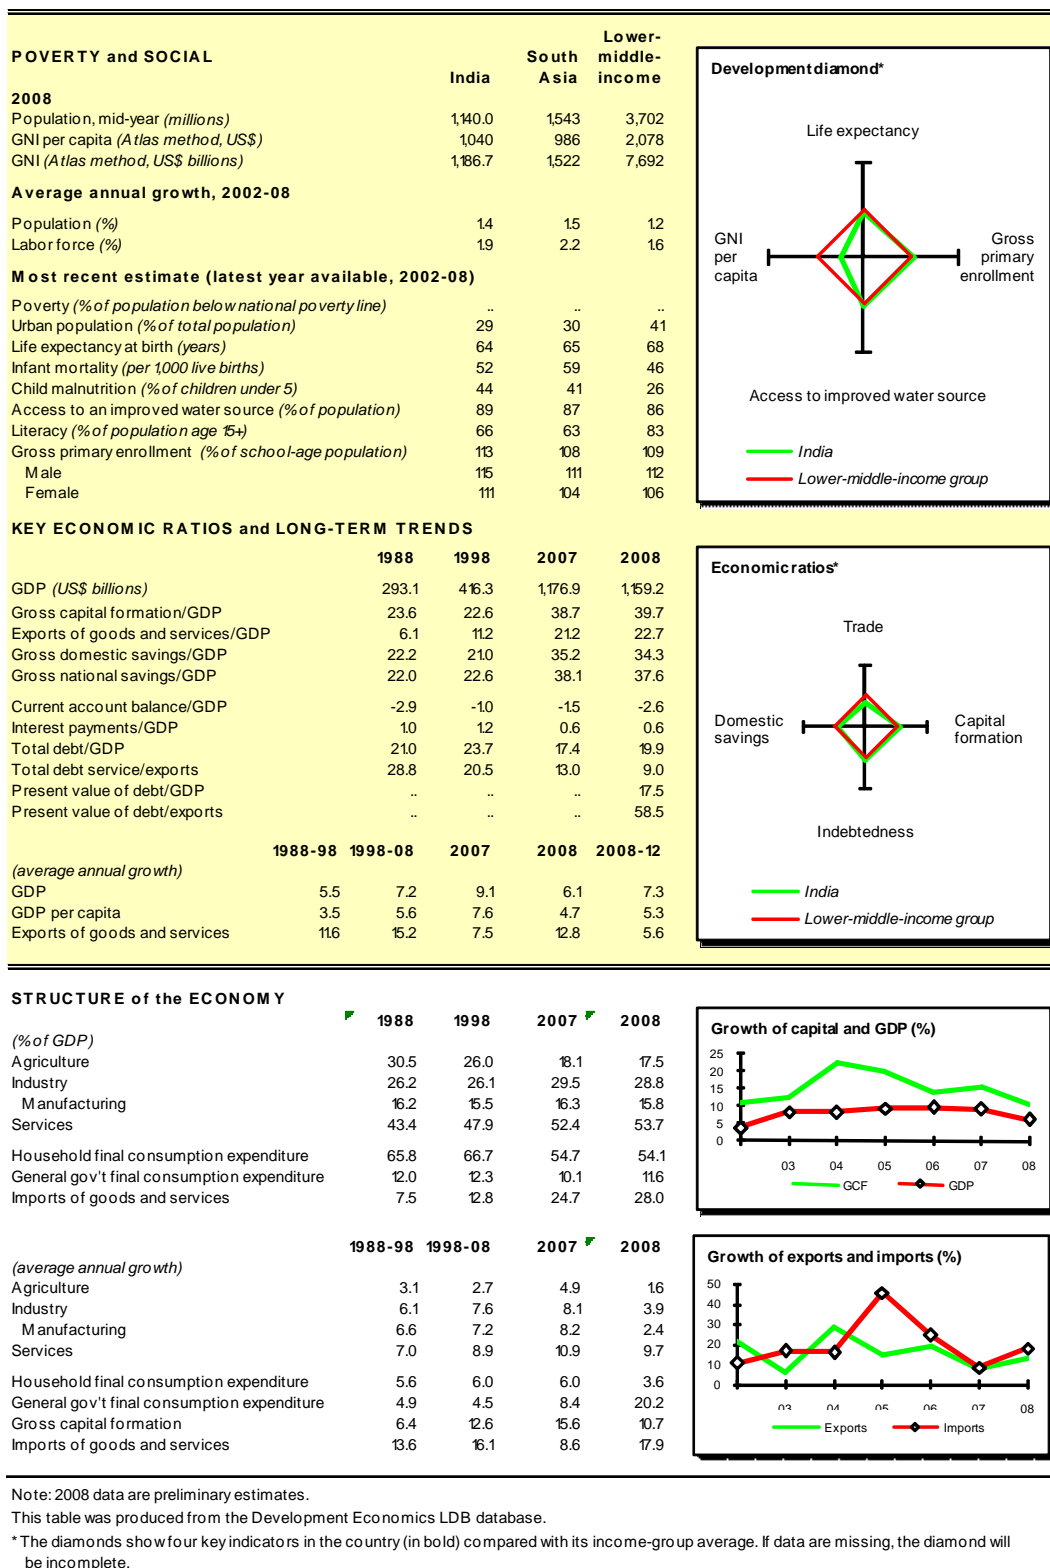 POVERTY and SOCIAL India South Asia Lower-middle-income
2008
Population, mid-year (millions) 1,140.0 1,543 3,702
GNI per capita (Atlas method, US$) 1,040 986 2,078
GNI (Atlas method, US$ billions) 1,186.7 1,522 7,692
Average annual growth, 2002-08
Population (%) 1.4 1.5 1.2
Labor force (%) 1.9 2.2 1.6
Most recent estimate (latest year available, 2002-08)
Poverty (% of population below national poverty line) .. .. ..
Urban population (% of total population) 29 30 41
Life expectancy at birth (years) 64 65 68
Infant mortality (per 1,000 live births) 52 59 46
Child malnutrition (% of children under 5) 44 41 26
Access to an improved water source (% of population) 89 87 86
Literacy (% of population age 15+) 66 63 83
Gross primary enrollment (% of school-age population) 113 108 109
Male 115 111 112
Female 111 104 106
Development diamond*
Life expectancy
GNI per capita
Gross primary enrollment
Access to improved water source
India
Lower-middle-income group
KEY ECONOMIC RATIOS and LONG-TERM TRENDS
1988 1998 2007 2008
GDP (US$ billions) 293.1 416.3 1,176.9 1,159.2
Gross capital formation/GDP 23.6 22.6 38.7 39.7
Exports of goods and services/GDP 6.1 11.2 21.2 22.7
Gross domestic savings/GDP 22.2 21.0 35.2 34.3
Gross national savings/GDP 22.0 22.6 38.1 37.6
Current account balance/GDP -2.9 -1.0 -1.5 -2.6
Interest payments/GDP 1.0 1.2 0.6 0.6
Total debt/GDP 21.0 23.7 17.4 19.9
Total debt service/exports 28.8 20.5 13.0 9.0
Present value of debt/GDP .. .. .. 17.5
Present value of debt/exports .. .. .. 58.5
1988-98 1998-08 2007 2008 2008-12
(average annual growth)
GDP 5.5 7.2 9.1 6.1 7.3
GDP per capita 3.5 5.6 7.6 4.7 5.3
Exports of goods and services 11.6 15.2 7.5 12.8 5.6
Economic ratios*
Trade
Domestic savings
Capital formation
Indebtedness
India
Lower-middle-income group
STRUCTURE of the ECONOMY
1988 1998 2007 2008
(% of GDP)
Agriculture 30.5 26.0 18.1 17.5
Industry 26.2 26.1 29.5 28.8
Manufacturing 16.2 15.5 16.3 15.8
Services 43.4 47.9 52.4 53.7
Household final consumption expenditure 65.8 66.7 54.7 54.1
General gov't final consumption expenditure 12.0 12.3 10.1 11.6
Imports of goods and services 7.5 12.8 24.7 28.0
Growth of capital and GDP (%)
25
20
15
10
5
0
03 04 05 06 07 08
GCF GDP
1988-98 1998-08 2007 2008
(average annual growth)
Agriculture 3.1 2.7 4.9 1.6
Industry 6.1 7.6 8.1 3.9
Manufacturing 6.6 7.2 8.2 2.4
Services 7.0 8.9 10.9 9.7
Household final consumption expenditure 5.6 6.0 6.0 3.6
General gov't final consumption expenditure 4.9 4.5 8.4 20.2
Gross capital formation 6.4 12.6 15.6 10.7
Imports of goods and services 13.6 16.1 8.6 17.9
Growth of exports and imports (%)
50
40
30
20
10
0
03 04 05 06 07 08
Exports Imports
Note: 2008 data are preliminary estimates.
This table was produced from the Development Economics LDB database.
* The diamonds show four key indicators in the country (in bold) compared with its income-group average. If data are missing, the diamond will
be incomplete.